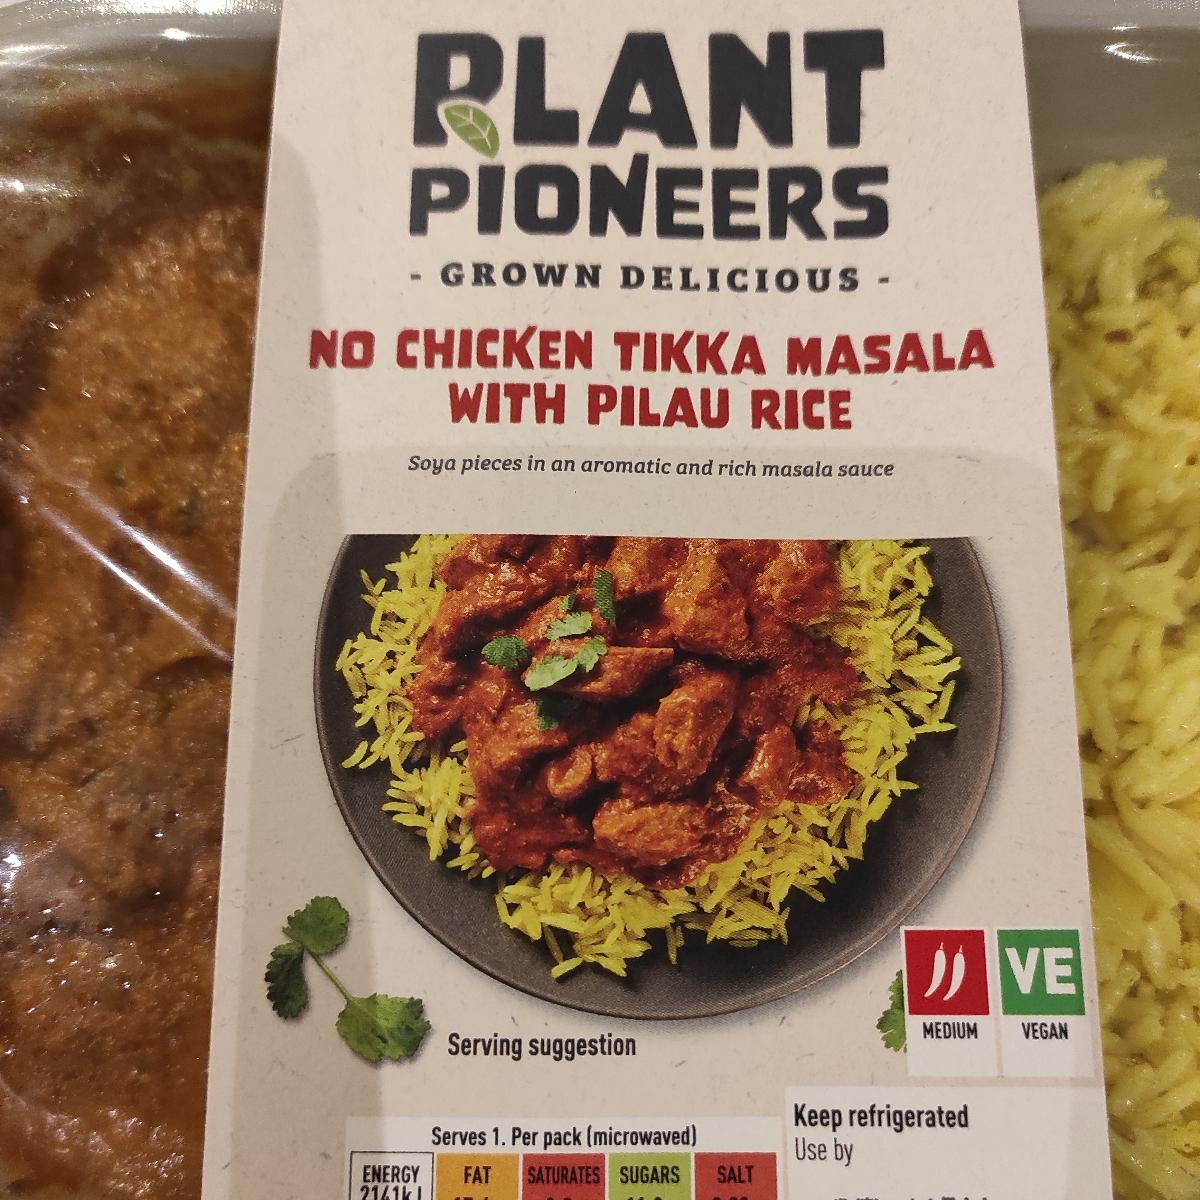 PLANT
PIONEERS
- GROWN DELICIOUS -
NO CHICKEN TIKKA MASALA
WITH PILAU RICE
Soya pieces in an aromatic and rich masala sauce
VE
MEDIUM VEGAN
Serving suggestion
Keep refrigerated
Use by
Serves 1. Per pack (microwaved)
ENERGY FAT SATURATES SUGARS SALT
2141kJ